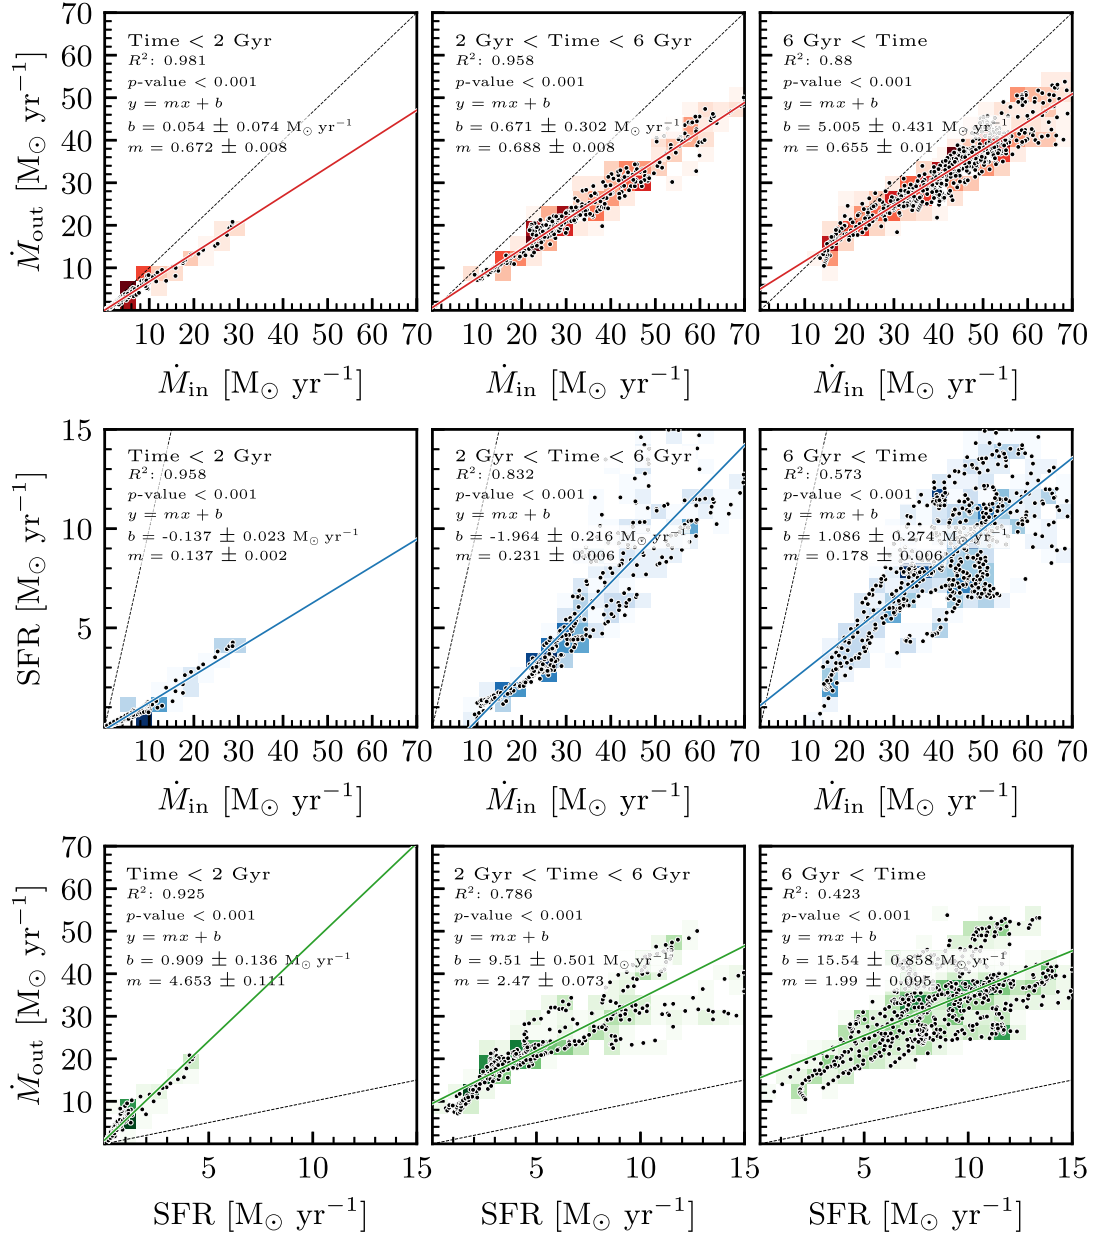 Time < 2 Gyr
R²: 0.981
p-value < 0.001
y = mx + b
b = 0.054 ± 0.074 M⊙ yr⁻¹
m = 0.672 ± 0.008
2 Gyr < Time < 6 Gyr
R²: 0.958
p-value < 0.001
y = mx + b
b = 0.671 ± 0.302 M⊙ yr⁻¹
m = 0.688 ± 0.008
6 Gyr < Time
R²: 0.88
p-value < 0.001
y = mx + b
b = 5.005 ± 0.431 M⊙ yr⁻¹
m = 0.655 ± 0.01
70
60
50
40
30
20
10
Ṁout [M⊙ yr⁻¹]
10 20 30 40 50 60 70
10 20 30 40 50 60 70
10 20 30 40 50 60 70
Ṁin [M⊙ yr⁻¹]
Ṁin [M⊙ yr⁻¹]
Ṁin [M⊙ yr⁻¹]
Time < 2 Gyr
R²: 0.958
p-value < 0.001
y = mx + b
b = -0.137 ± 0.023 M⊙ yr⁻¹
m = 0.137 ± 0.002
2 Gyr < Time < 6 Gyr
R²: 0.832
p-value < 0.001
y = mx + b
b = -1.964 ± 0.216 M⊙ yr⁻¹
m = 0.231 ± 0.006
6 Gyr < Time
R²: 0.573
p-value < 0.001
y = mx + b
b = 1.086 ± 0.274 M⊙ yr⁻¹
m = 0.178 ± 0.006
15
10
5
SFR [M⊙ yr⁻¹]
10 20 30 40 50 60 70
10 20 30 40 50 60 70
10 20 30 40 50 60 70
Ṁin [M⊙ yr⁻¹]
Ṁin [M⊙ yr⁻¹]
Ṁin [M⊙ yr⁻¹]
Time < 2 Gyr
R²: 0.925
p-value < 0.001
y = mx + b
b = 0.909 ± 0.136 M⊙ yr⁻¹
m = 4.653 ± 0.111
2 Gyr < Time < 6 Gyr
R²: 0.786
p-value < 0.001
y = mx + b
b = 9.51 ± 0.501 M⊙ yr⁻¹
m = 2.47 ± 0.073
6 Gyr < Time
R²: 0.423
p-value < 0.001
y = mx + b
b = 15.54 ± 0.858 M⊙ yr⁻¹
m = 1.99 ± 0.095
70
60
50
40
30
20
10
Ṁout [M⊙ yr⁻¹]
5 10 15
5 10 15
5 10 15
SFR [M⊙ yr⁻¹]
SFR [M⊙ yr⁻¹]
SFR [M⊙ yr⁻¹]